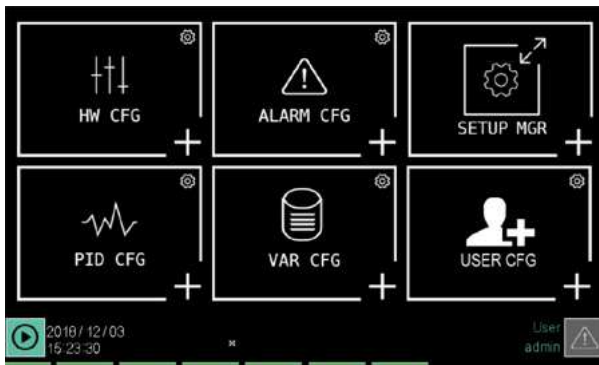 HW CFG
ALARM CFG
SETUP MGR
PID CFG
VAR CFG
USER CFG
2018/12/03
15:23:30
User
admin